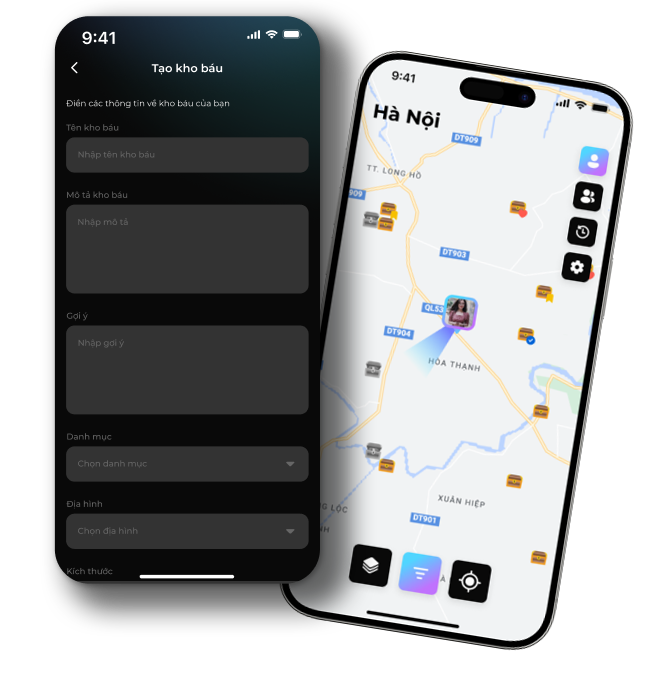 9:41
Tạo kho báu
Điền các thông tin về kho báu của bạn
Tên kho báu
Nhập tên kho báu
Mô tả kho báu
Nhập mô tả
Gợi ý
Nhập gợi ý
Danh mục
Chọn danh mục
Địa hình
Chọn địa hình
Kích thước
9:41
Hà Nội
DT909
TT. LONG HỒ
909
DT903
QL53
DT904
HÒA THẠNH
XUÂN HIỆP
G LỘC
DT901
NH
À